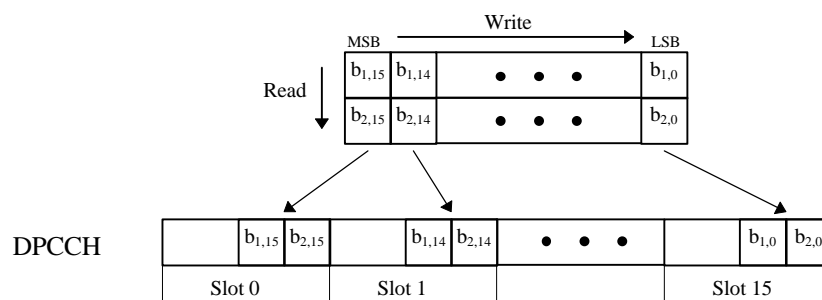 Write
MSB LSB
b1,15 b1,14 • • • b1,0
Read
b2,15 b2,14 • • • b2,0
DPCCH b1,15 b2,15 b1,14 b2,14 • • • b1,0 b2,0
Slot 0 Slot 1 Slot 15